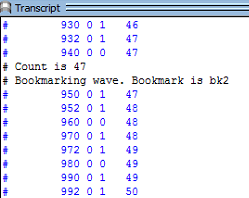 Transcript
# 930 0 1 46
# 932 0 1 47
# 940 0 0 47
# Count is 47
# Bookmarking wave. Bookmark is bk2
# 950 0 1 47
# 952 0 1 48
# 960 0 0 48
# 970 0 1 48
# 972 0 1 49
# 980 0 0 49
# 990 0 1 49
# 992 0 1 50